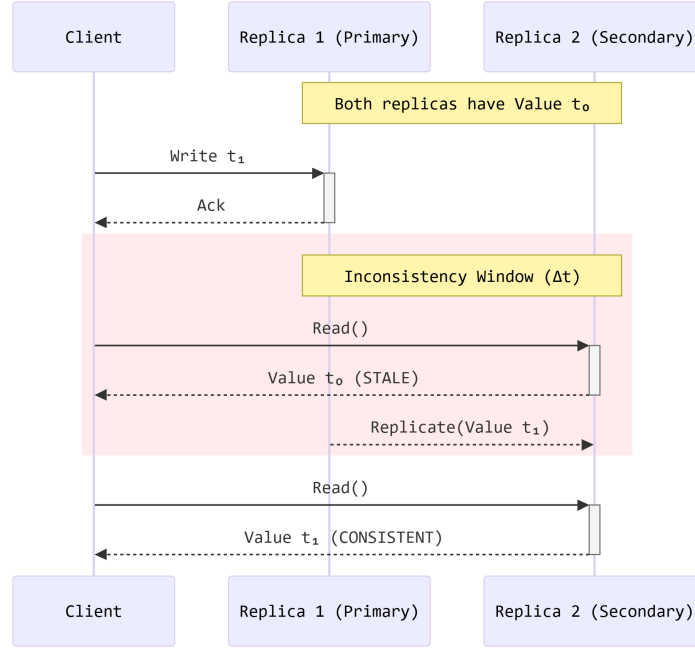 Client
Replica 1 (Primary)
Replica 2 (Secondary)
Both replicas have Value t₀
Write t₁
Ack
Inconsistency Window (Δt)
Read()
Value t₀ (STALE)
Replicate(Value t₁)
Read()
Value t₁ (CONSISTENT)
Client
Replica 1 (Primary)
Replica 2 (Secondary)